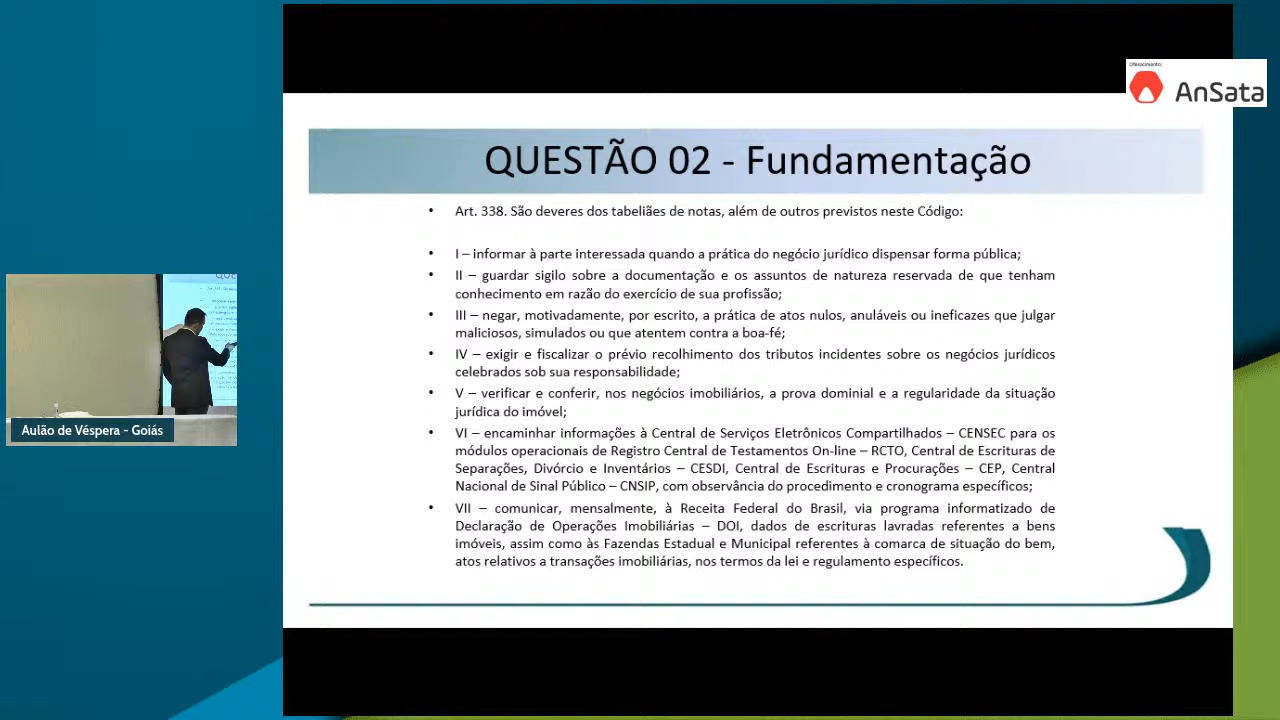 Oferecimento:
AnSata
QUESTÃO 02 - Fundamentação
• Art. 338. São deveres dos tabeliães de notas, além de outros previstos neste Código:
• I – informar à parte interessada quando a prática do negócio jurídico dispensar forma pública;
• II – guardar sigilo sobre a documentação e os assuntos de natureza reservada de que tenham
conhecimento em razão do exercício de sua profissão;
• III – negar, motivadamente, por escrito, a prática de atos nulos, anuláveis ou ineficazes que julgar
maliciosos, simulados ou que atentem contra a boa-fé;
• IV – exigir e fiscalizar o prévio recolhimento dos tributos incidentes sobre os negócios jurídicos
celebrados sob sua responsabilidade;
• V – verificar e conferir, nos negócios imobiliários, a prova dominial e a regularidade da situação
jurídica do imóvel;
• VI – encaminhar informações à Central de Serviços Eletrônicos Compartilhados – CENSEC para os
módulos operacionais de Registro Central de Testamentos On-line – RCTO, Central de Escrituras de
Separações, Divórcio e Inventários – CESDI, Central de Escrituras e Procurações – CEP, Central
Nacional de Sinal Público – CNSIP, com observância do procedimento e cronograma específicos;
• VII – comunicar, mensalmente, à Receita Federal do Brasil, via programa informatizado de
Declaração de Operações Imobiliárias – DOI, dados de escrituras lavradas referentes a bens
imóveis, assim como às Fazendas Estadual e Municipal referentes à comarca de situação do bem,
atos relativos a transações imobiliárias, nos termos da lei e regulamento específicos.
Aulão de Véspera - Goiás